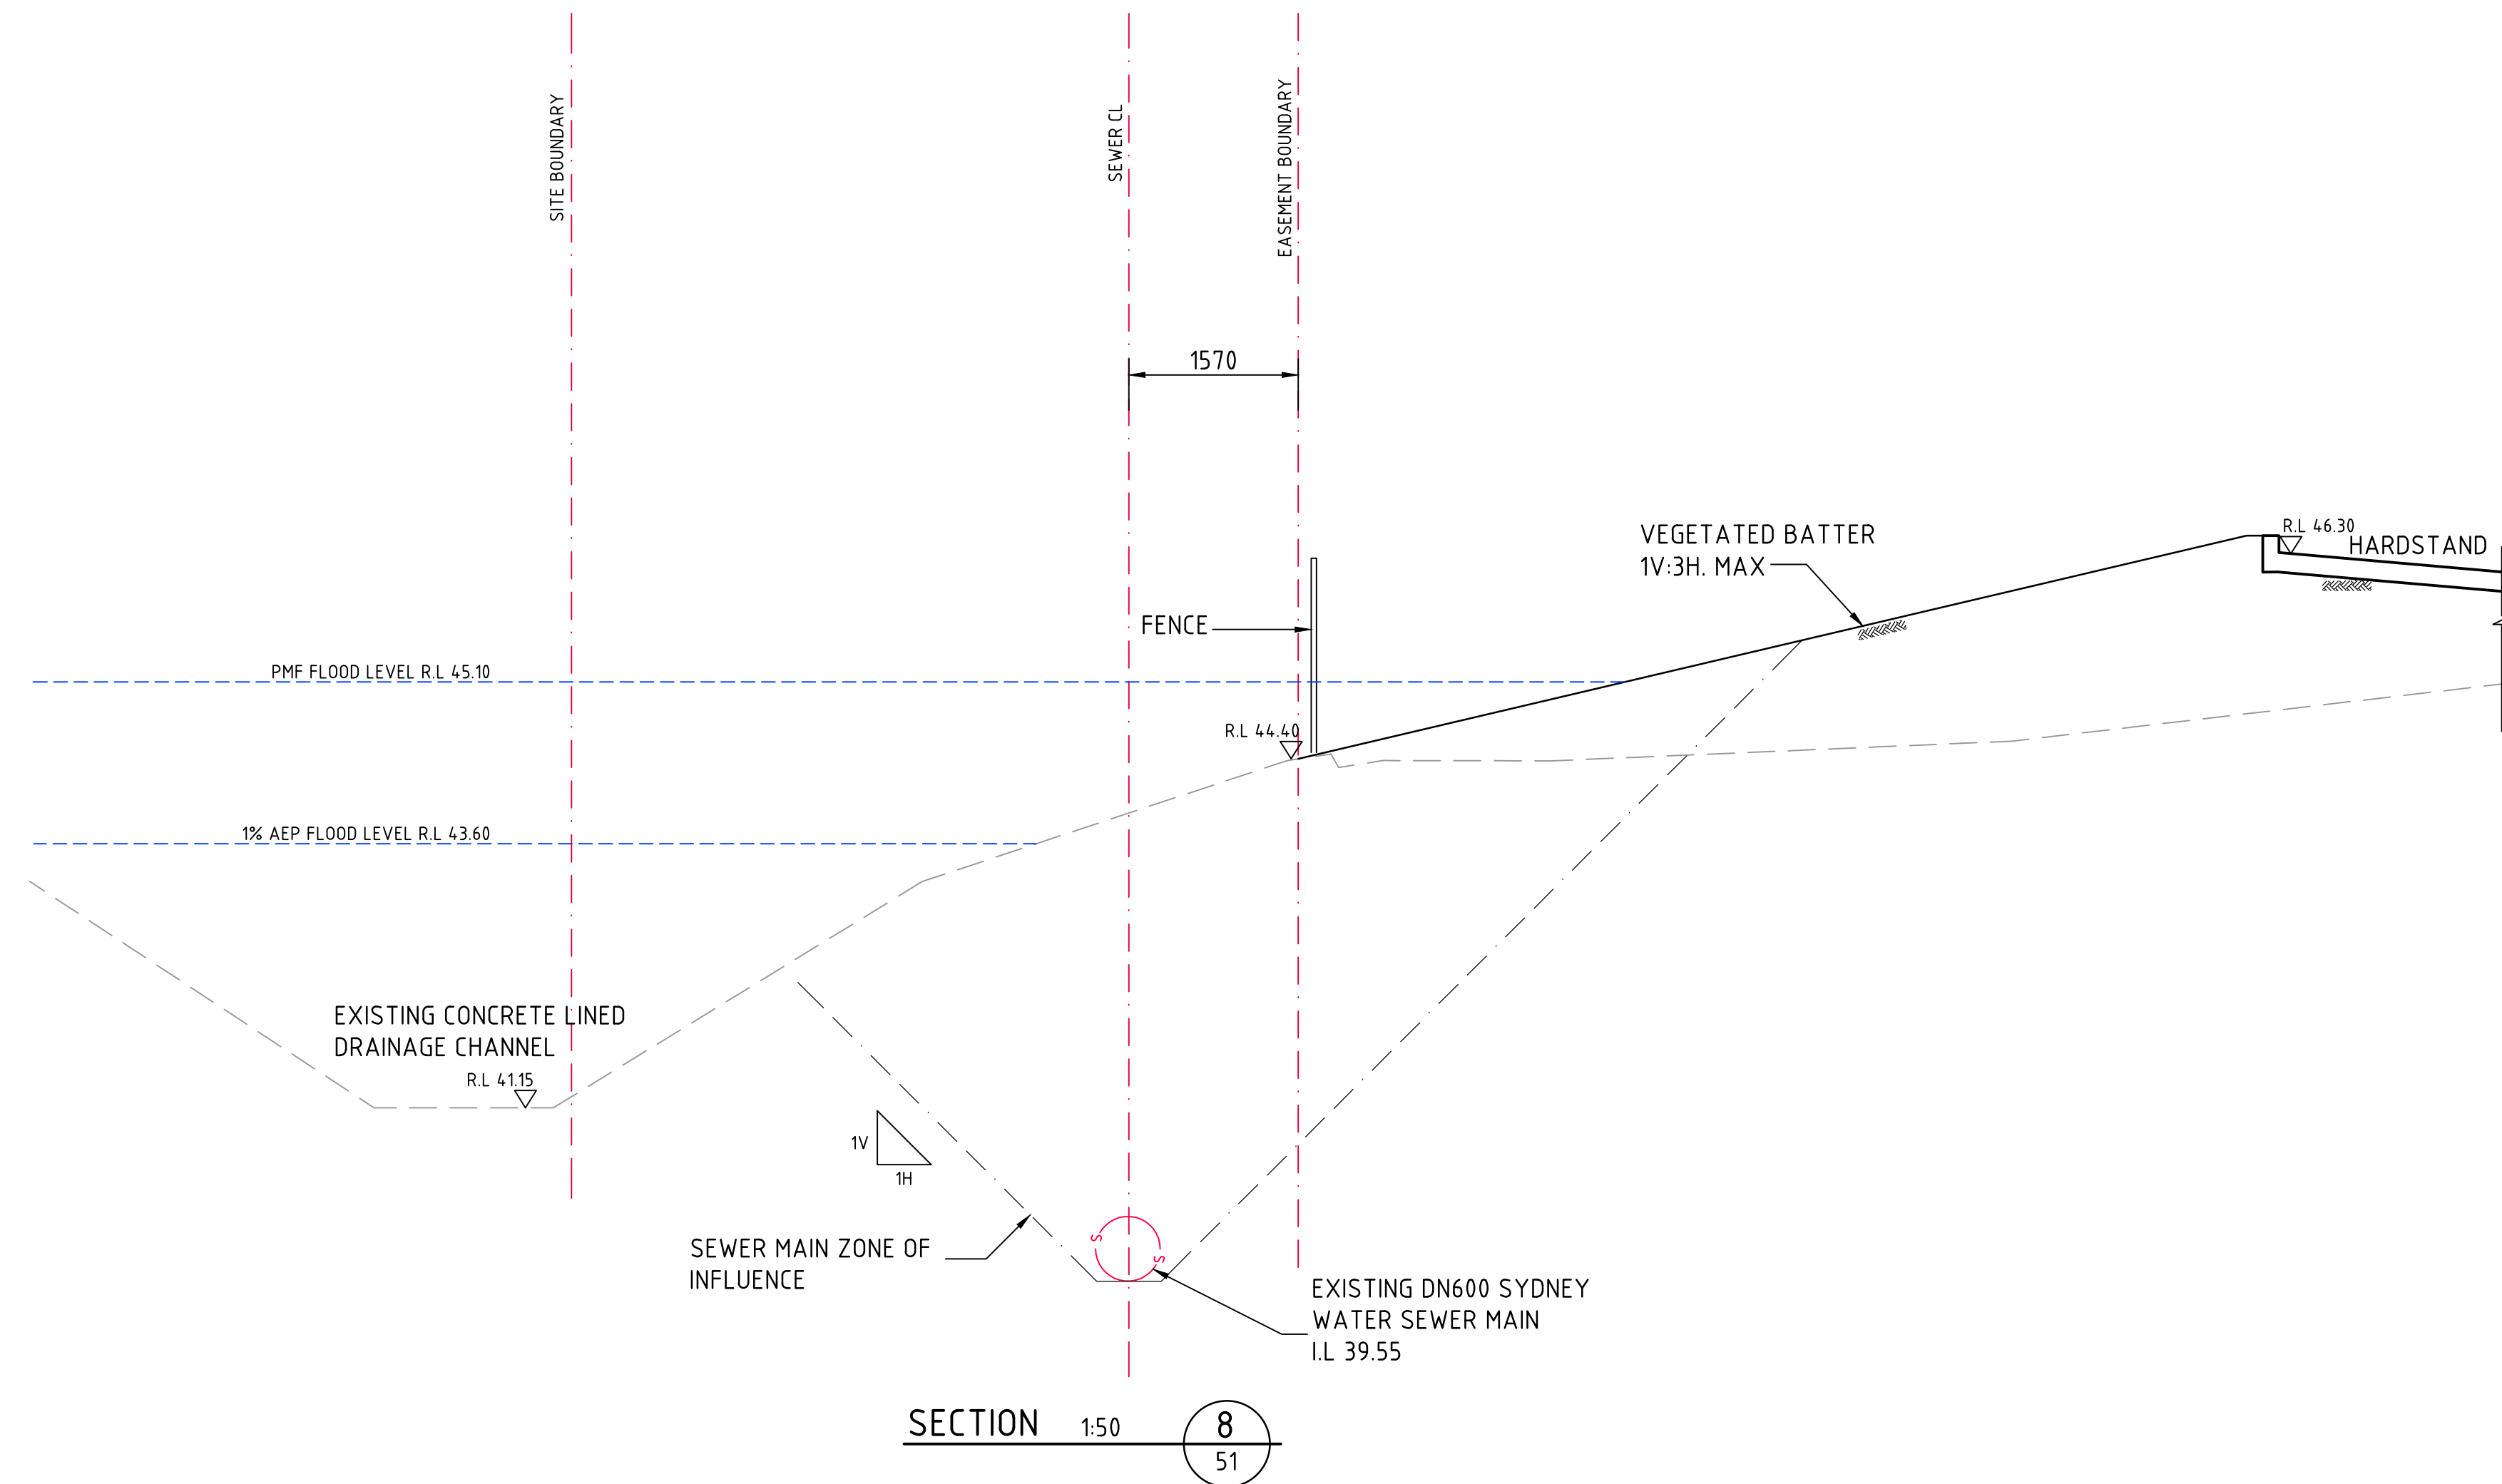 SITE BOUNDARY
SEWER CL
EASEMENT BOUNDARY
1570
VEGETATED BATTER
1V:3H. MAX
R.L 46.30
HARDSTAND
FENCE
PMF FLOOD LEVEL R.L 45.10
R.L 44.40
1% AEP FLOOD LEVEL R.L 43.60
EXISTING CONCRETE LINED
DRAINAGE CHANNEL
R.L 41.15
1V
1H
SEWER MAIN ZONE OF
INFLUENCE
S
S
EXISTING DN600 SYDNEY
WATER SEWER MAIN
I.L 39.55
SECTION 1:50 8
51